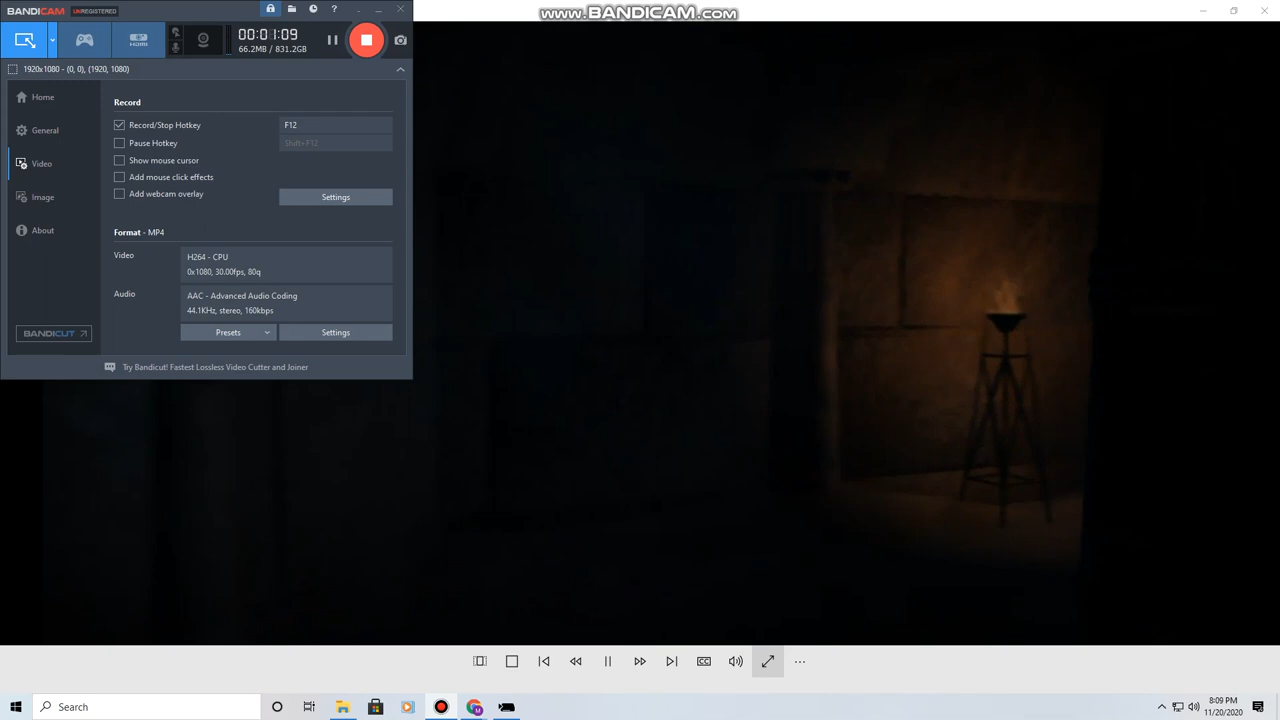 BANDICAM UNREGISTERED
www.BANDICAM.com
HDMI
00:01:09
66.2MB / 831.2GB
1920x1080 - (0, 0), (1920, 1080)
Home
General
Video
Image
About
BANDICUT
Record
Record/Stop Hotkey F12
Pause Hotkey Shift+F12
Show mouse cursor
Add mouse click effects
Add webcam overlay
Settings
Format - MP4
Video H264 - CPU
0x1080, 30.00fps, 80q
Audio AAC - Advanced Audio Coding
44.1KHz, stereo, 160kbps
Presets Settings
Try Bandicut! Fastest Lossless Video Cutter and Joiner
CC
Search
M
8:09 PM
11/20/2020